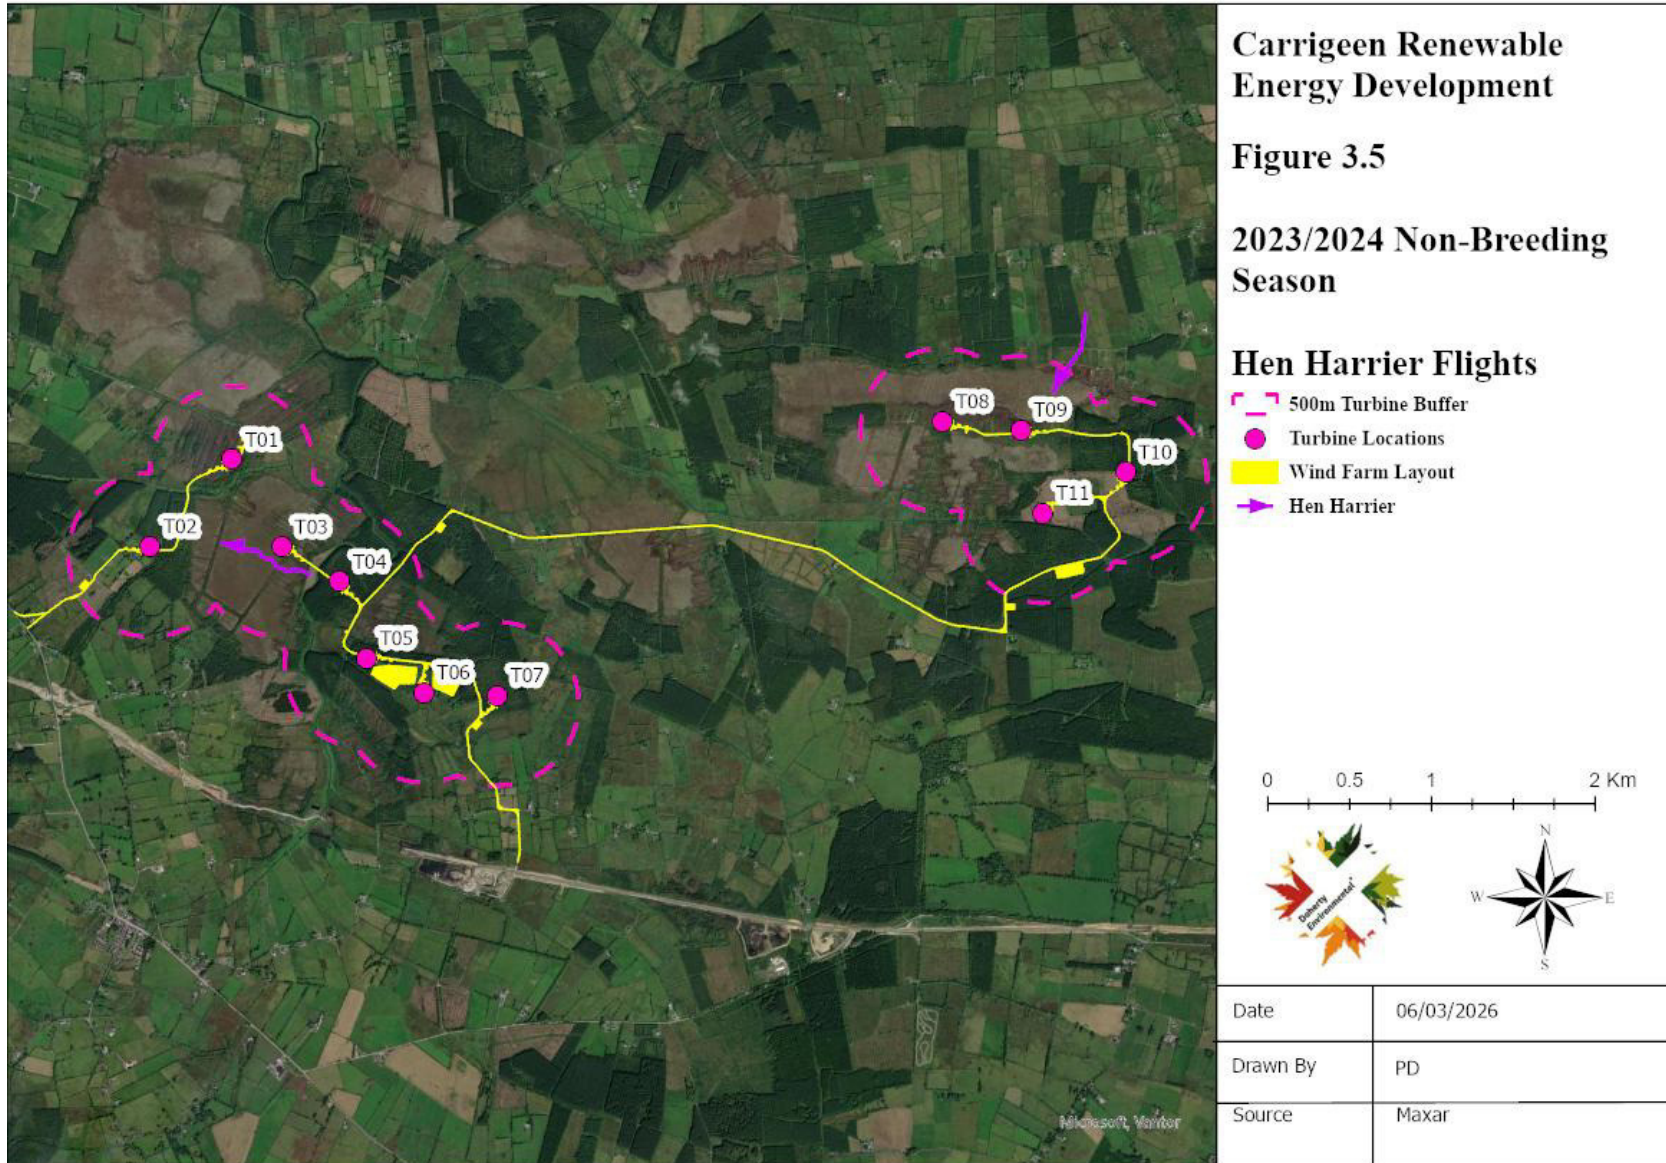 Carrigeen Renewable
Energy Development
Figure 3.5
2023/2024 Non-Breeding
Season
Hen Harrier Flights
500m Turbine Buffer
Turbine Locations
Wind Farm Layout
Hen Harrier
T01
T02
T03
T04
T05
T06
T07
T08
T09
T10
T11
0 0.5 1 2 Km
N
W E
S
Doherty
Environmental
Date 06/03/2026
Drawn By PD
Source Maxar
Microsoft, Vantor